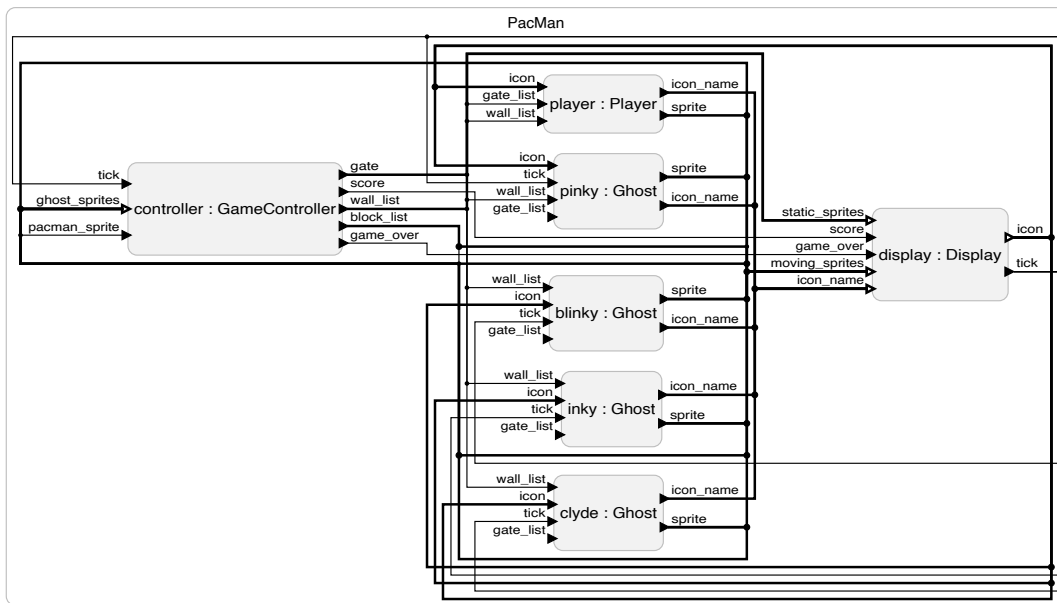 PacMan
tick
ghost_sprites
pacman_sprite
controller : GameController
gate
score
wall_list
block_list
game_over
icon
gate_list
wall_list
player : Player
icon_name
sprite
icon
tick
wall_list
gate_list
pinky : Ghost
sprite
icon_name
wall_list
icon
tick
gate_list
blinky : Ghost
sprite
icon_name
wall_list
icon
tick
gate_list
inky : Ghost
icon_name
sprite
wall_list
icon
tick
gate_list
clyde : Ghost
icon_name
sprite
static_sprites
score
game_over
moving_sprites
icon_name
display : Display
icon
tick